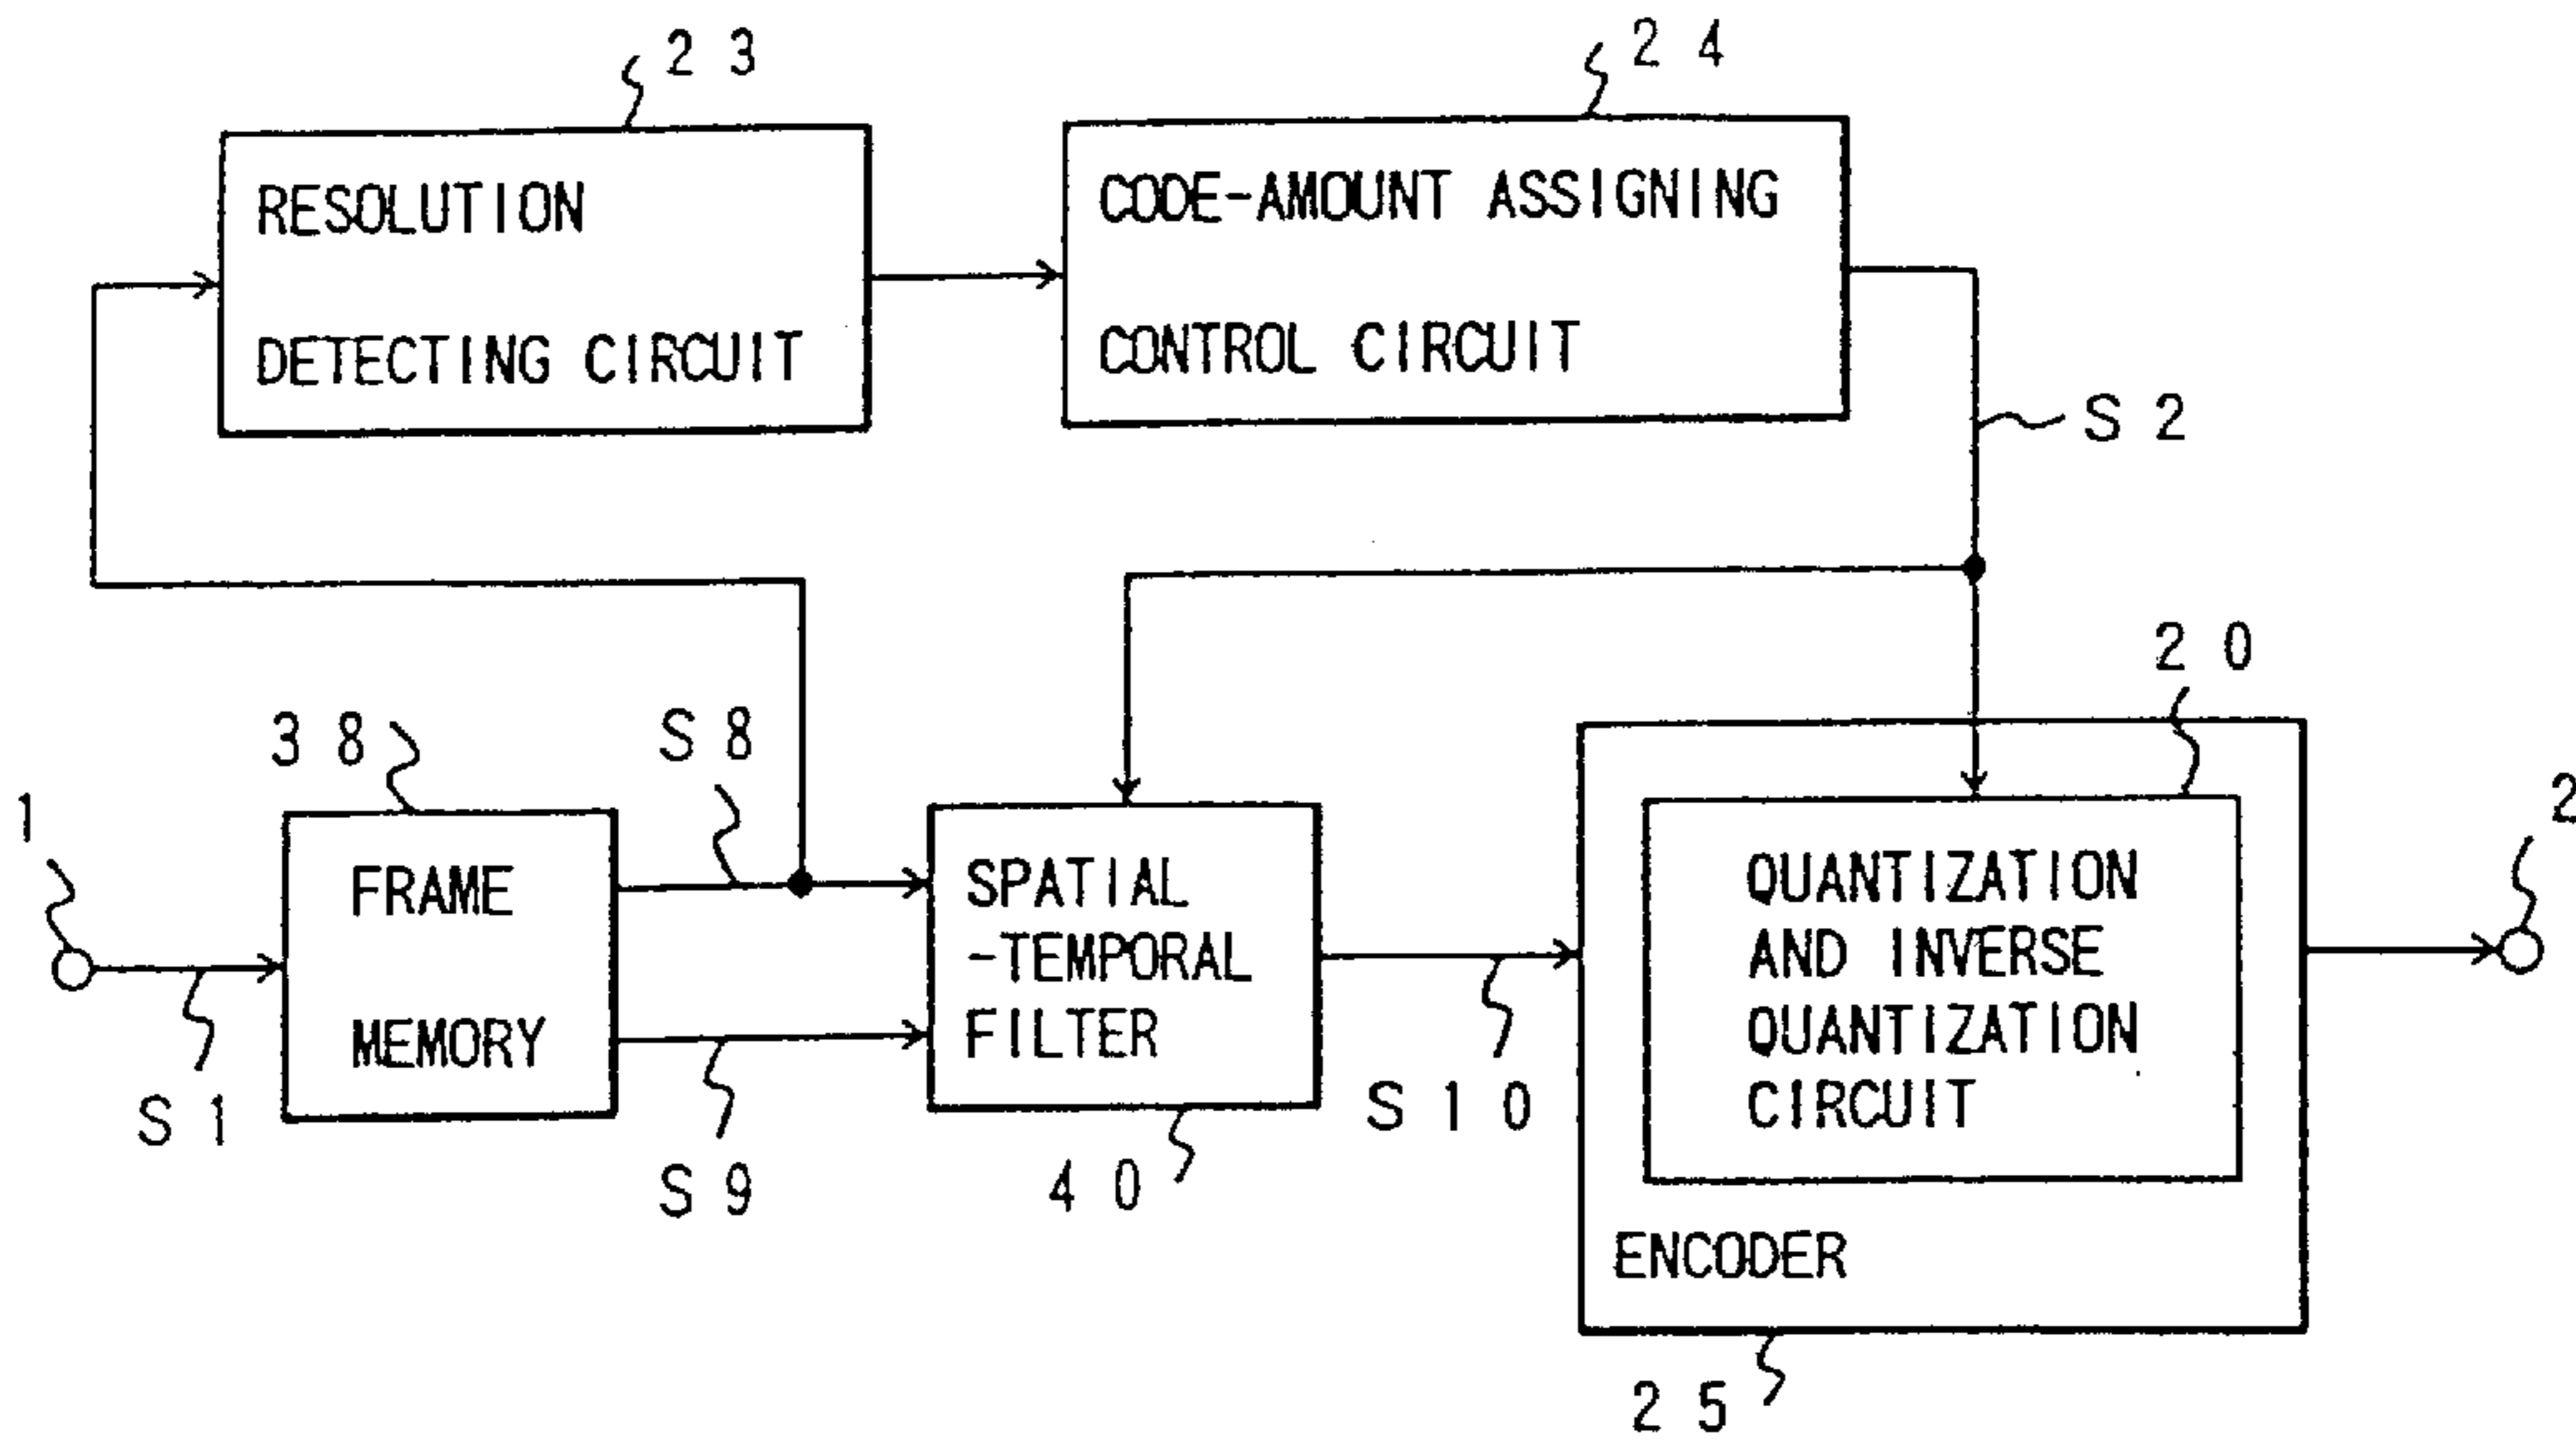 2 3
2 4
RESOLUTION
DETECTING CIRCUIT
CODE-AMOUNT ASSIGNING
CONTROL CIRCUIT
S 2
2 0
3 8
S 8
1
2
FRAME
MEMORY
SPATIAL
-TEMPORAL
FILTER
QUANTIZATION
AND INVERSE
QUANTIZATION
CIRCUIT
S 1
S 9
4 0
S 1 0
ENCODER
2 5